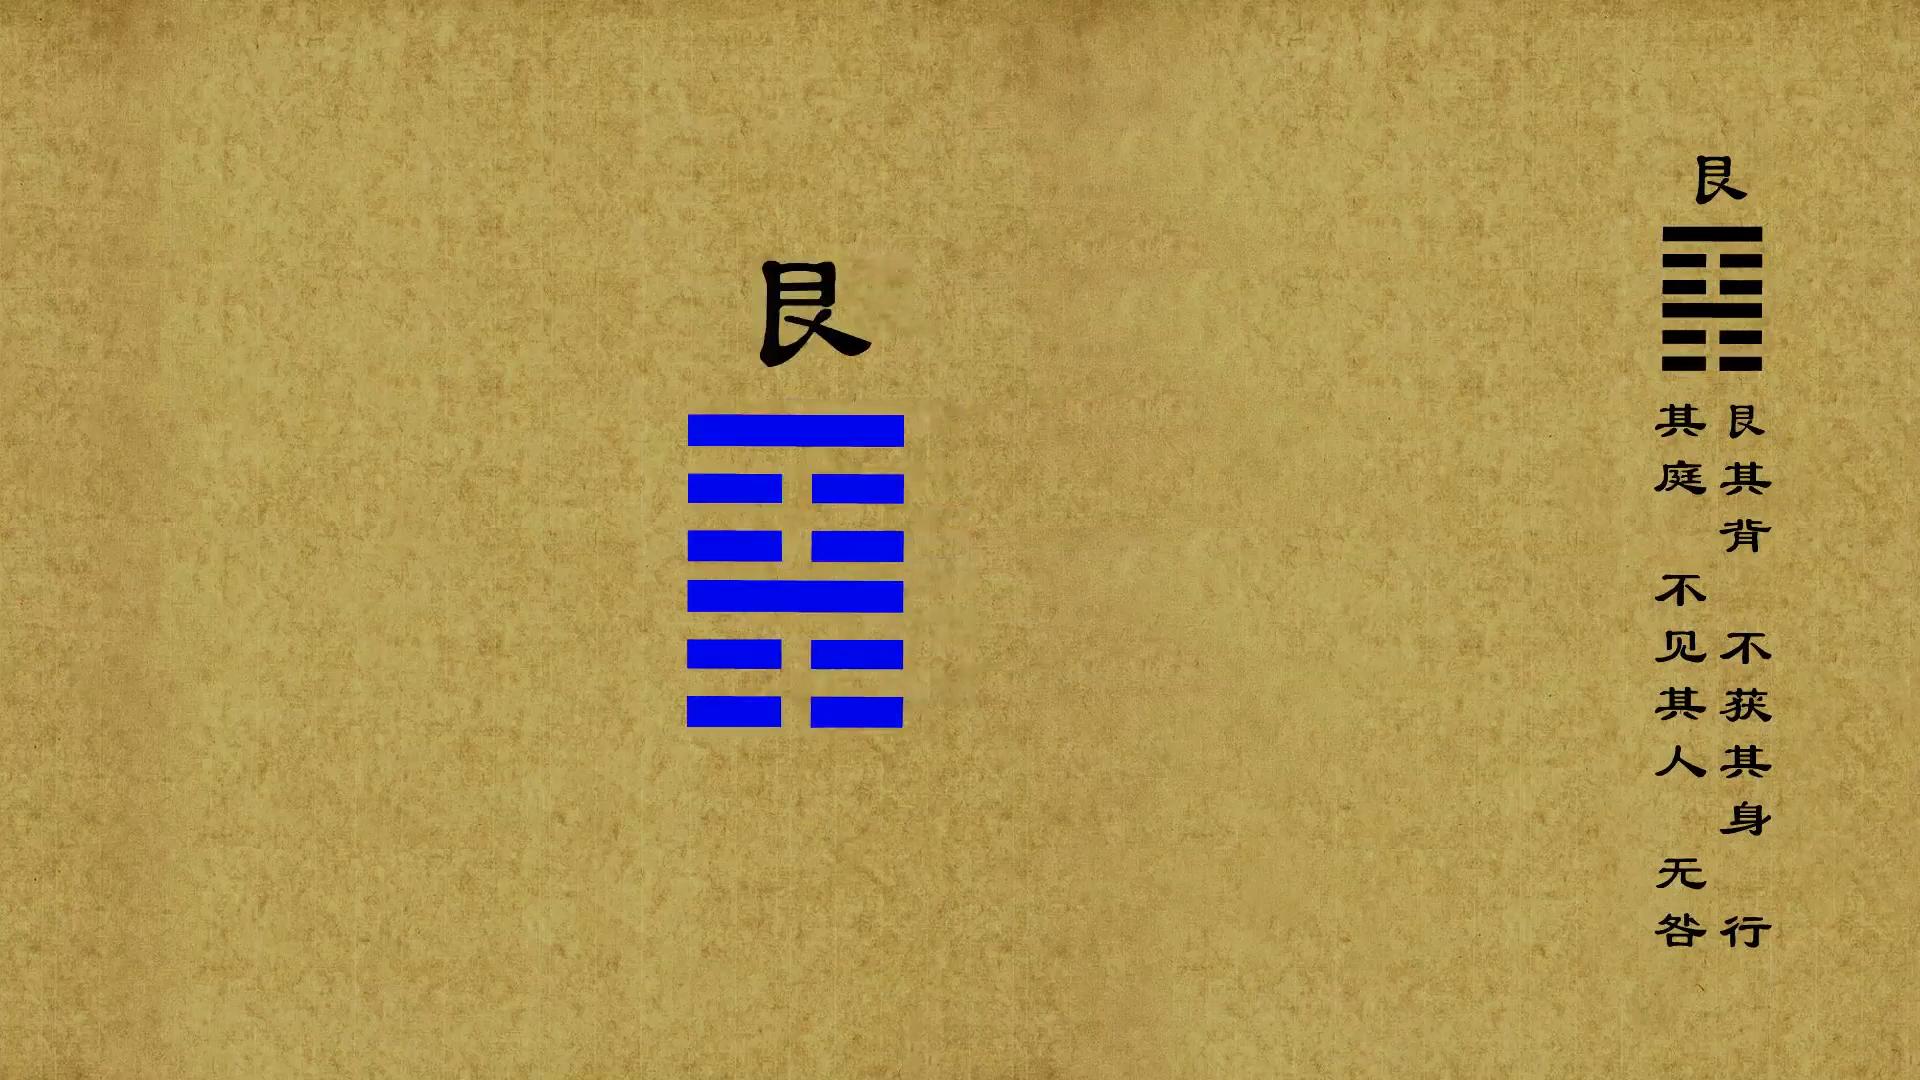 艮
艮
艮其背 不获其身 行
其庭 不见其人 无咎